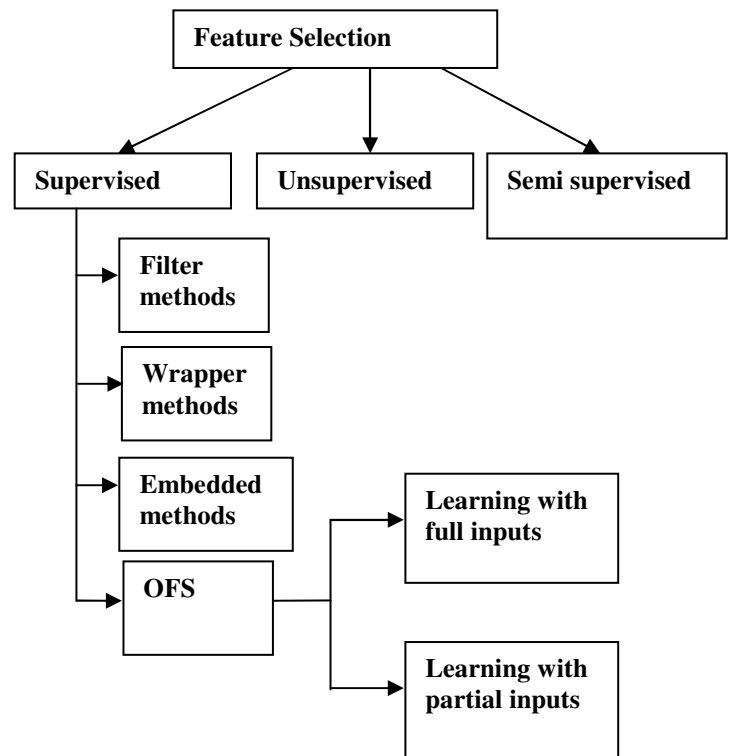 Feature Selection
Supervised
Unsupervised
Semi supervised
Filter
methods
Wrapper
methods
Embedded
methods
OFS
Learning with
full inputs
Learning with
partial inputs